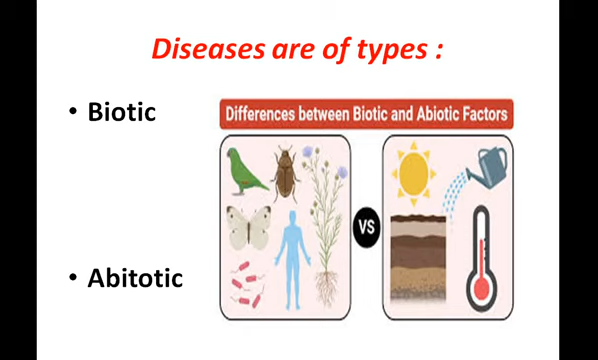 Diseases are of types :
• Biotic
Differences between Biotic and Abiotic Factors
VS
• Abitotic